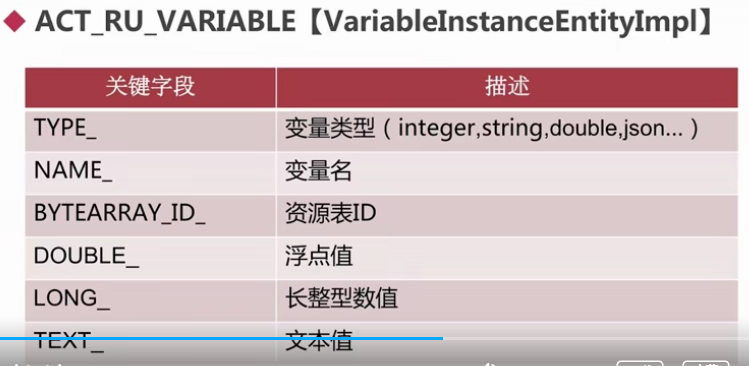 ◆ ACT_RU_VARIABLE【VariableInstanceEntityImpl】
关键字段 描述
TYPE_ 变量类型（integer,string,double,json...）
NAME_ 变量名
BYTEARRAY_ID_ 资源表ID
DOUBLE_ 浮点值
LONG_ 长整型数值
TEXT_ 文本值